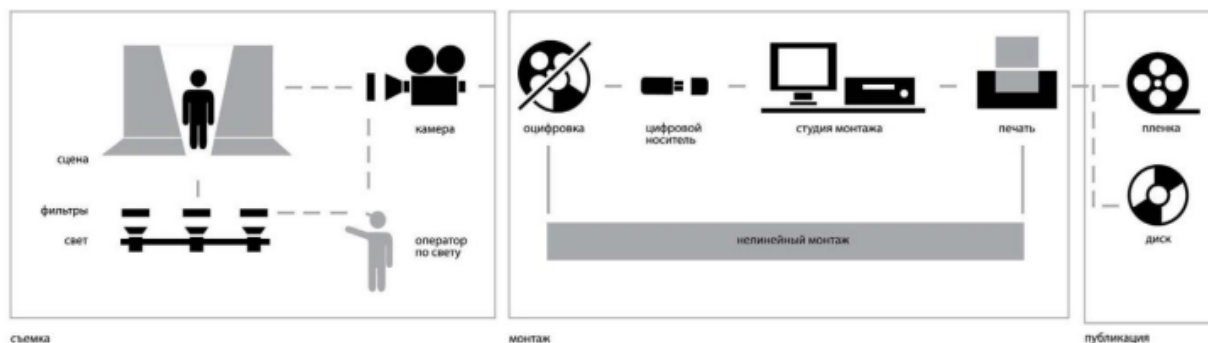 сцена
фильтры
свет
камера
оператор
по свету
съемка
оцифровка
цифровой
носитель
студия монтажа
печать
нелинейный монтаж
монтаж
пленка
диск
публикация